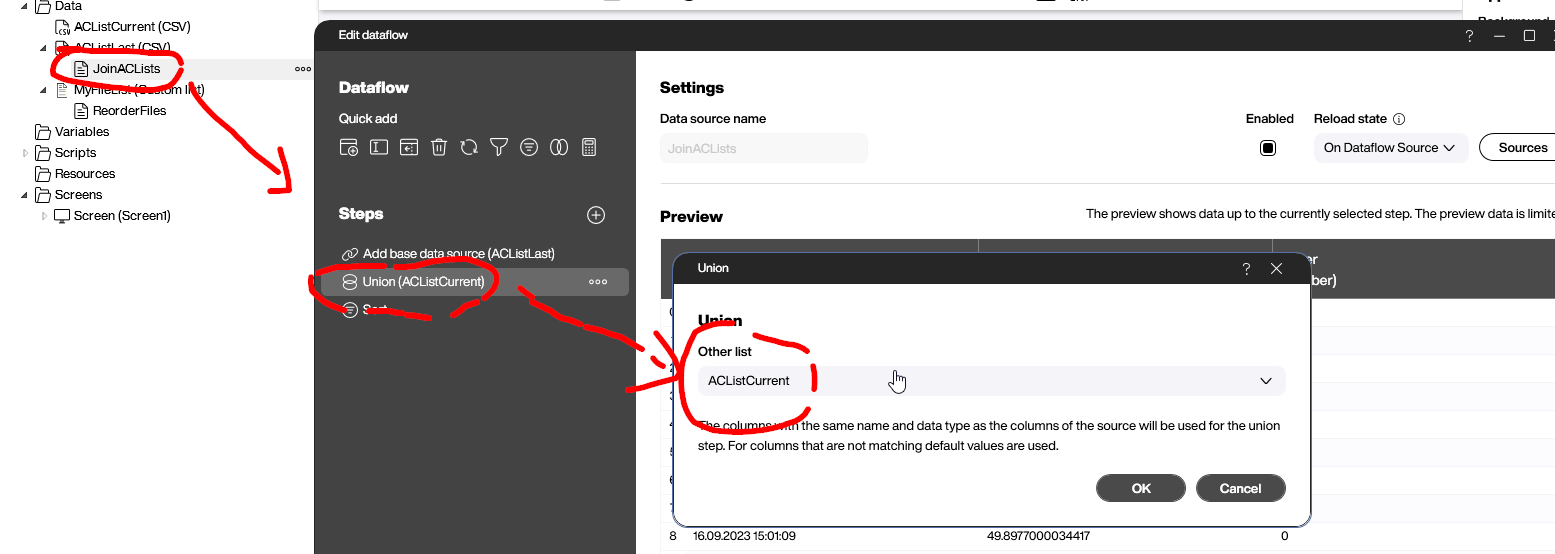 Data
ACListCurrent (CSV)
ACListLast (CSV)
JoinACLists
MyFileList (Custom list)
ReorderFiles
Variables
Scripts
Resources
Screens
Screen (Screen1)
Edit dataflow
Dataflow
Quick add
Steps
Add base data source (ACListLast)
Union (ACListCurrent)
Sort
Settings
Data source name
Enabled
Reload state
JoinACLists
On Dataflow Source
Sources
Preview
The preview shows data up to the currently selected step. The preview data is limite
ber)
Union
Union
Other list
ACListCurrent
The columns with the same name and data type as the columns of the source will be used for the union
step. For columns that are not matching default values are used.
OK
Cancel
8 16.09.2023 15:01:09 49.8977000034417 0